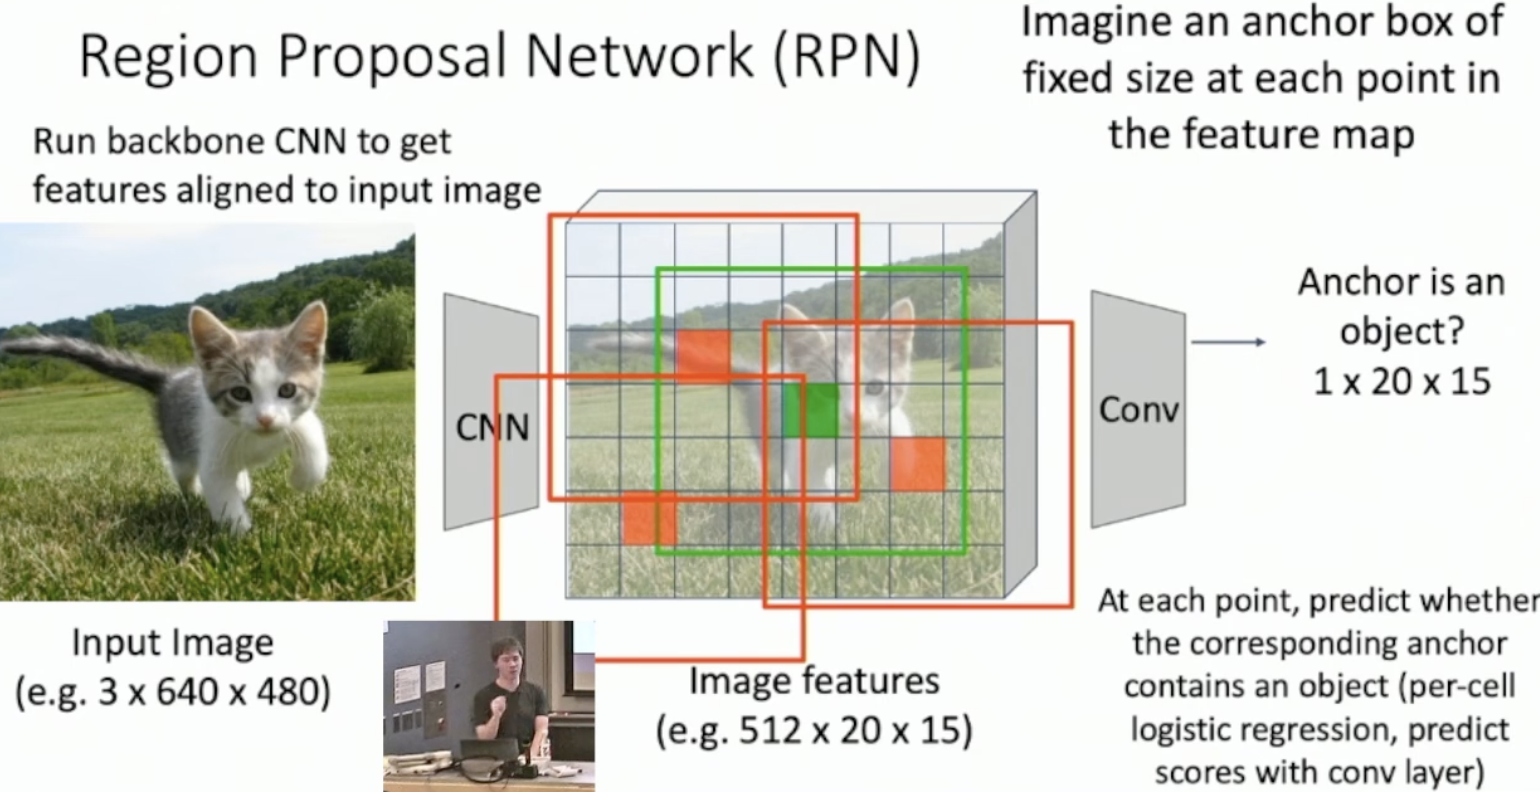 Region Proposal Network (RPN)
Imagine an anchor box of
fixed size at each point in
the feature map
Run backbone CNN to get
features aligned to input image
CNN
Conv
Anchor is an
object?
1 x 20 x 15
Input Image
(e.g. 3 x 640 x 480)
Image features
(e.g. 512 x 20 x 15)
At each point, predict whether
the corresponding anchor
contains an object (per-cell
logistic regression, predict
scores with conv layer)